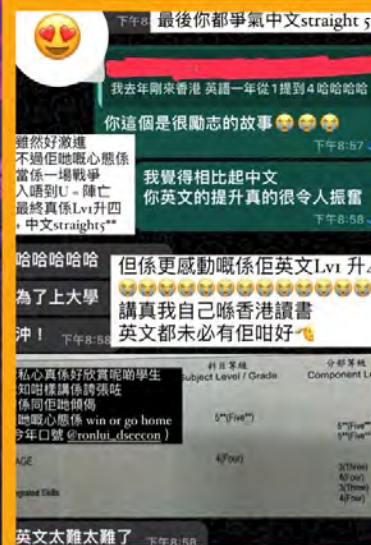 下午8
最後你都爭氣中文straight 5
我去年剛來香港 英語一年從1提到4 哈哈哈哈
你這個是很勵志的故事😭😭😭
下午8:57
雖然好激進
不過佢哋嘅心態係
當係一場戰爭
入唔到U = 陣亡
最終真係Lv1升四
+ 中文straight5**
我覺得相比起中文
你英文的提升真的很令人振奮
下午8:58
哈哈哈哈哈
為了上大學
沖！ 下午8:58
但係更感動嘅係佢英文Lv1 升4
😭😭😭😭😭😭😭😭😭😭😭😭
講真我自己喺香港讀書
英文都未必有佢咁好
私心真係好欣賞呢啲學生
知咁樣講係誇張咗
係同佢哋傾偈
哋嘅心態係 win or go home
今年口號 @ronlui_dseecon )
科目等級
Subject Level / Grade
分部等級
Component L
5**(Five**)
5**(Five**
5**(Five**
AGE
4(Four)
3(Three)
4(Four)
3(Three)
4(Four)
Skills
英文太難太難了 下午8:58